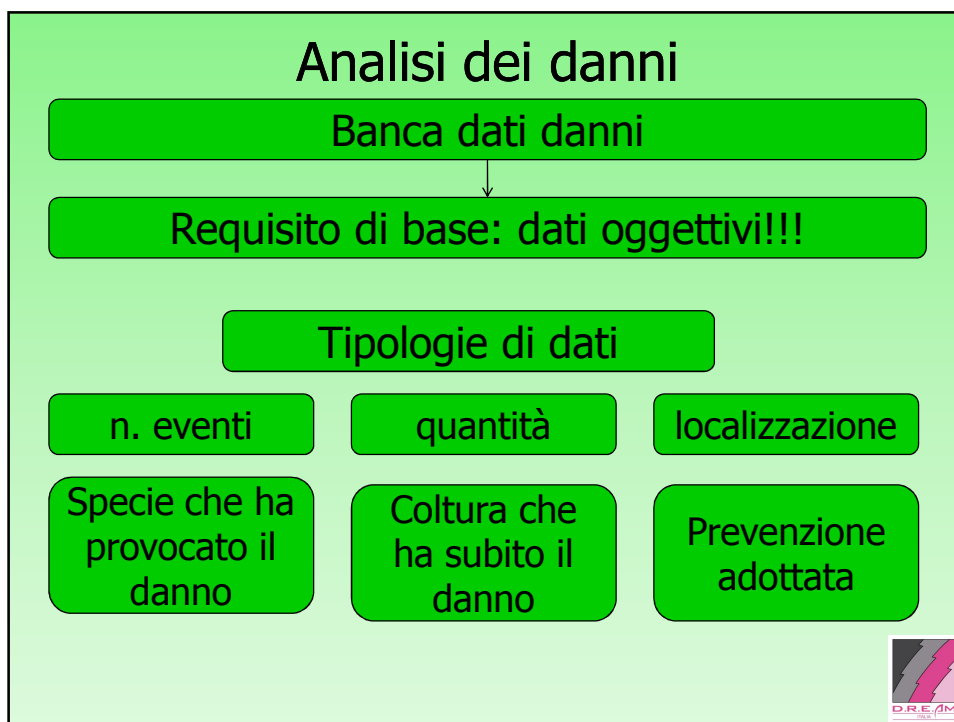 Analisi dei danni
Banca dati danni
Requisito di base: dati oggettivi!!!
Tipologie di dati
n. eventi
quantità
localizzazione
Specie che ha
provocato il
danno
Coltura che
ha subito il
danno
Prevenzione
adottata
D.R.E.AM
ITALIA